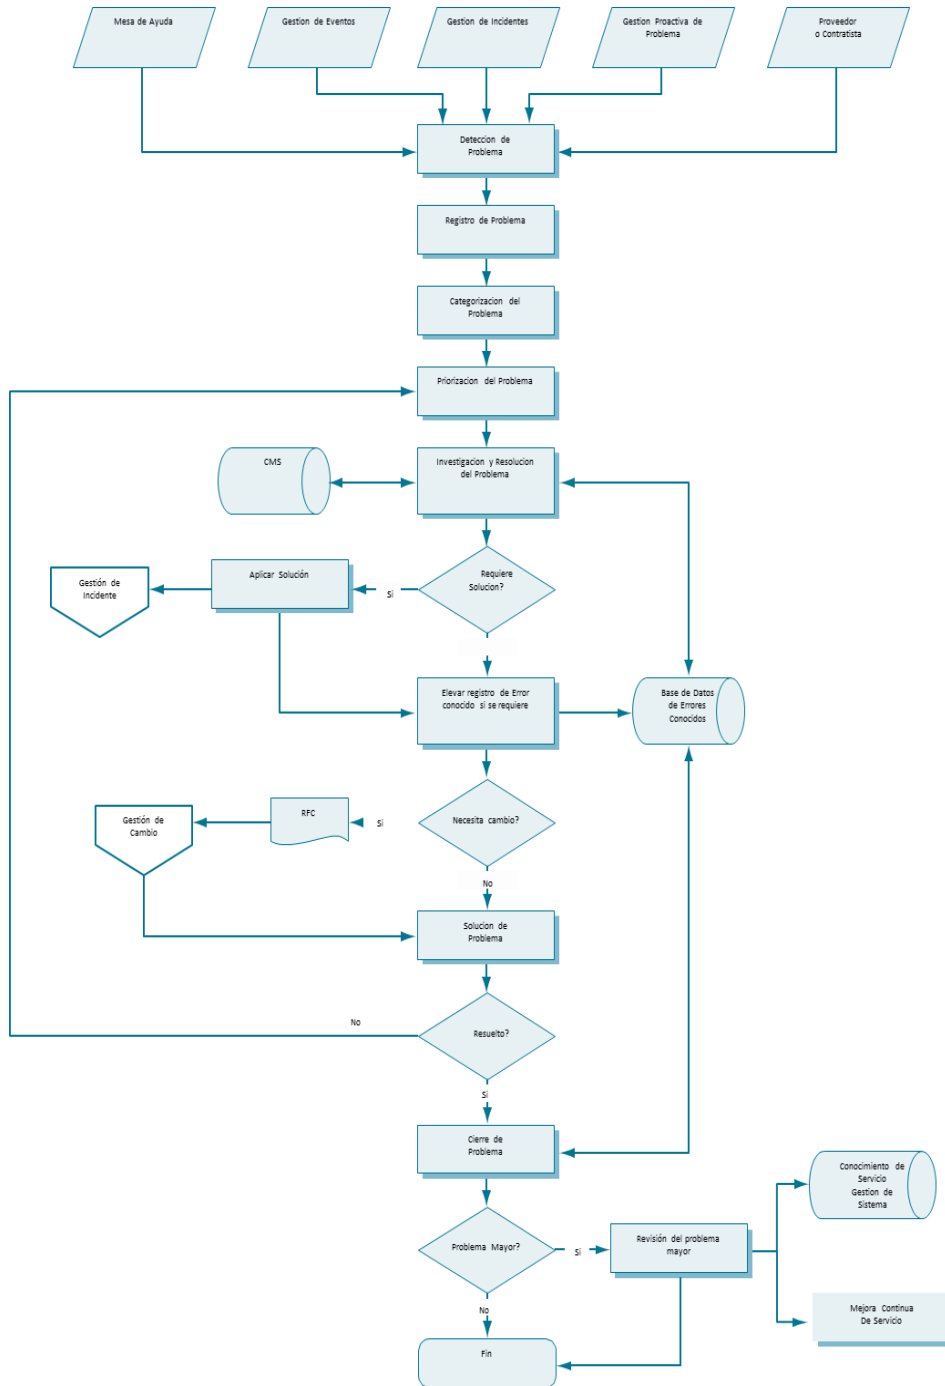 Mesa de Ayuda
Gestion de Eventos
Gestion de Incidentes
Gestion Proactiva de
Problema
Proveedor
o Contratista
Deteccion de
Problema
Registro de Problema
Categorizacion del
Problema
Priorizacion del Problema
CMS
Investigacion y Resolucion
del Problema
Requiere
Solucion?
Si
Aplicar Solución
Gestión de
Incidente
Elevar registro de Error
conocido si se requiere
Base de Datos
de Errores
Conocidos
Necesita cambio?
Si
RFC
Gestión de
Cambio
No
Solucion de
Problema
Resuelto?
No
Si
Cierre de
Problema
Problema Mayor?
Si
Revisión del problema
mayor
Conocimiento de
Servicio
Gestion de
Sistema
Mejora Continua
De Servicio
No
Fin